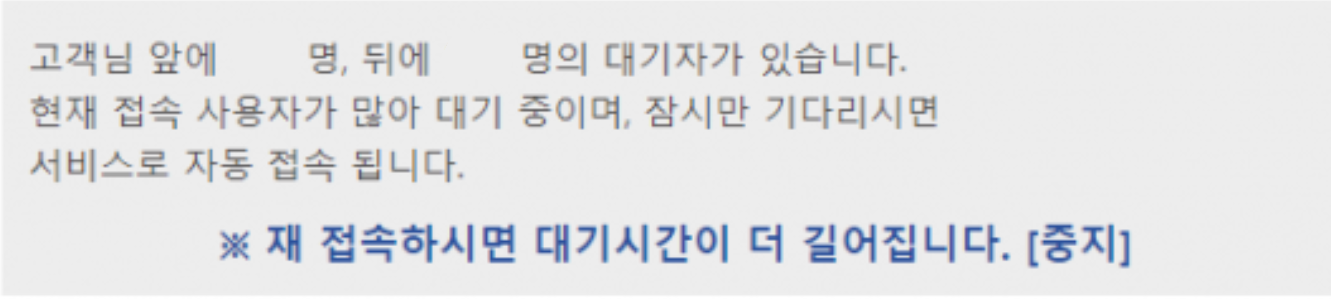 고객님 앞에 명, 뒤에 명의 대기자가 있습니다.
현재 접속 사용자가 많아 대기 중이며, 잠시만 기다리시면
서비스로 자동 접속 됩니다.
※ 재 접속하시면 대기시간이 더 길어집니다. [중지]